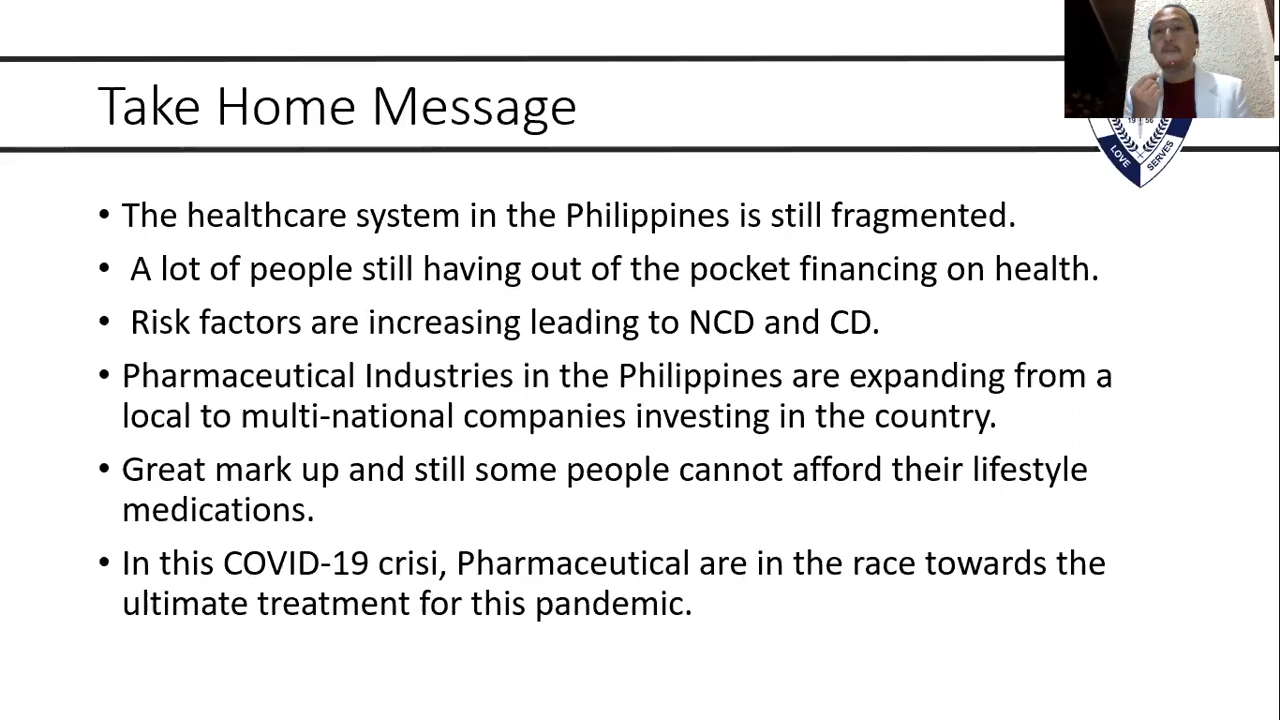 Take Home Message
19 56
LOVE SERVES
• The healthcare system in the Philippines is still fragmented.
• A lot of people still having out of the pocket financing on health.
• Risk factors are increasing leading to NCD and CD.
• Pharmaceutical Industries in the Philippines are expanding from a
local to multi-national companies investing in the country.
• Great mark up and still some people cannot afford their lifestyle
medications.
• In this COVID-19 crisi, Pharmaceutical are in the race towards the
ultimate treatment for this pandemic.